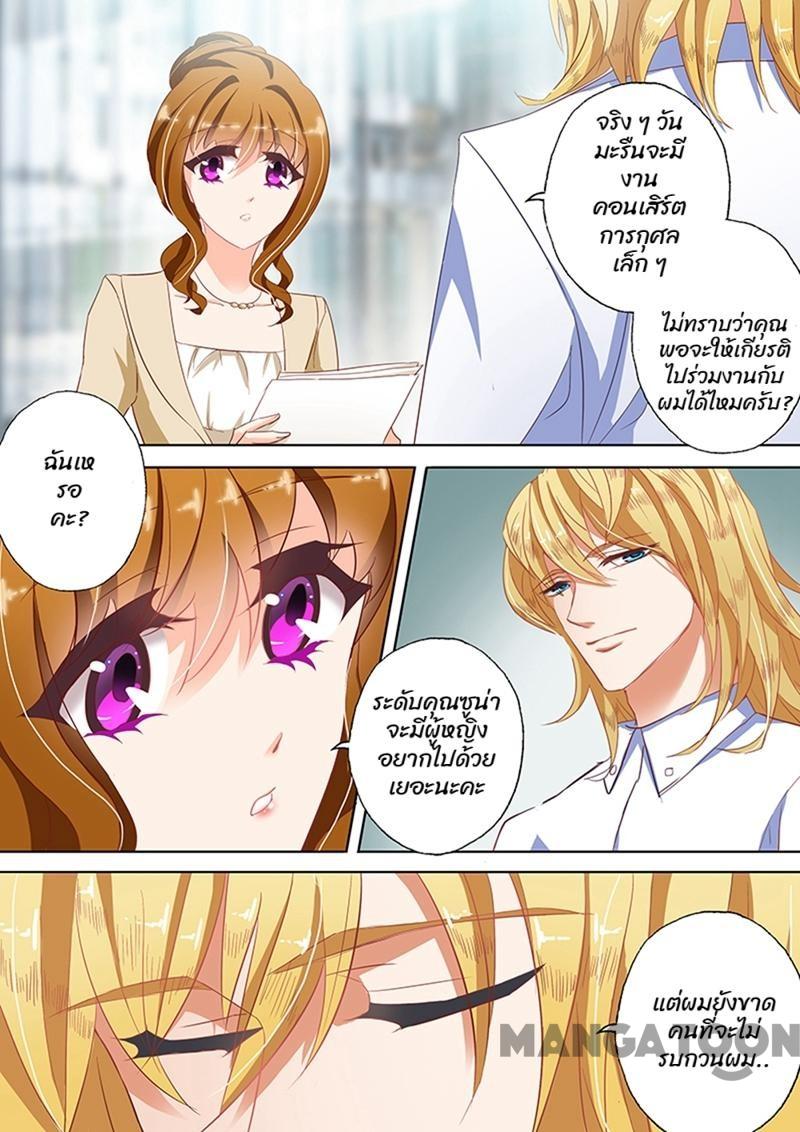 จริง ๆ วัน
มะรืนจะมี
งาน
คอนเสิร์ต
การกุศล
เล็ก ๆ
ไม่ทราบว่าคุณ
พอจะให้เกียรติ
ไปร่วมงานกับ
ผมได้ไหมครับ?
ฉันเห
รอ
คะ?
ระดับคุณซูน่า
จะมีผู้หญิง
อยากไปด้วย
เยอะนะคะ
แต่ผมยังขาด
คนที่จะไม่
รบกวนผม..
MANGATOON